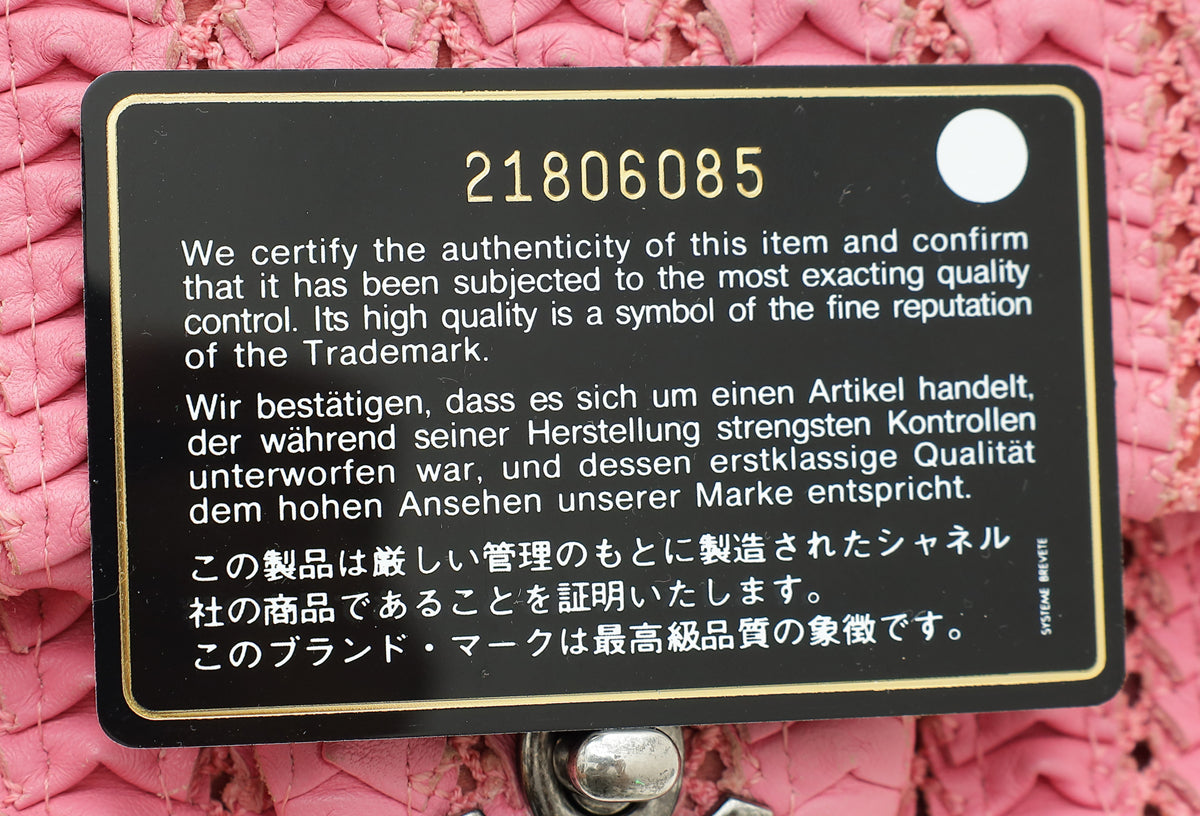 21806085
We certify the authenticity of this item and confirm
that it has been subjected to the most exacting quality
control. Its high quality is a symbol of the fine reputation
of the Trademark.
Wir bestätigen, dass es sich um einen Artikel handelt,
der während seiner Herstellung strengsten Kontrollen
unterworfen war, und dessen erstklassige Qualität
dem hohen Ansehen unserer Marke entspricht.
この製品は厳しい管理のもとに製造されたシャネル
社の商品であることを証明いたします。
このブランド・マークは最高級品質の象徴です。
SYSTEME BREVETE